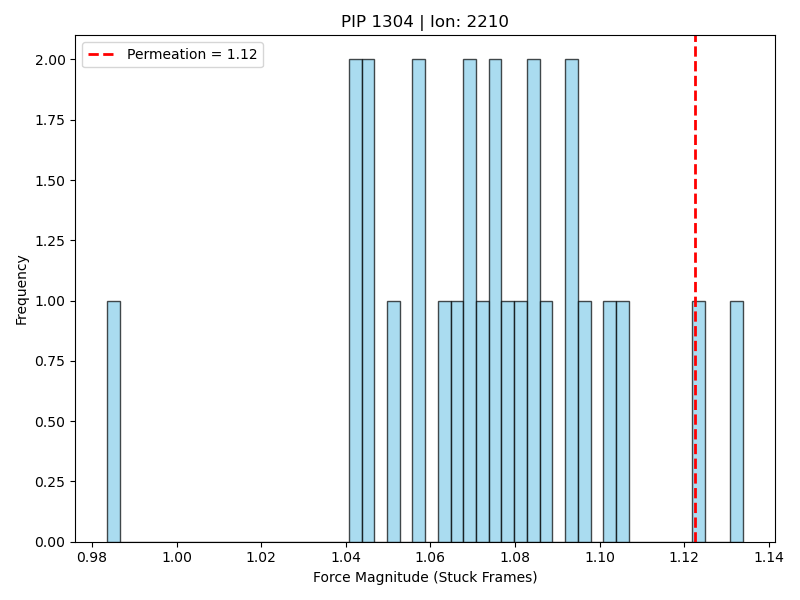 PIP 1304 | Ion: 2210
Permeation = 1.12
Frequency
2.00
1.75
1.50
1.25
1.00
0.75
0.50
0.25
0.00
0.98 1.00 1.02 1.04 1.06 1.08 1.10 1.12 1.14
Force Magnitude (Stuck Frames)